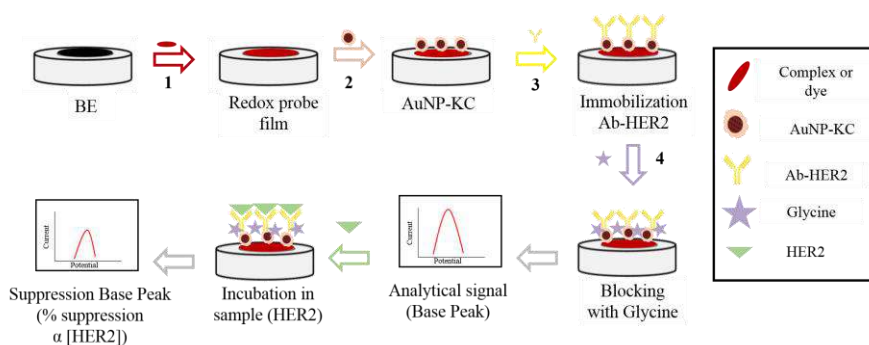 BE
1
Redox probe
film
2
AuNP-KC
3
Immobilization
Ab-HER2
4
Blocking
with Glycine
Current
Potential
Analytical signal
(Base Peak)
Incubation in
sample (HER2)
Current
Potential
Suppression Base Peak
(% suppression
α [HER2])
Complex or
dye
AuNP-KC
Ab-HER2
Glycine
HER2